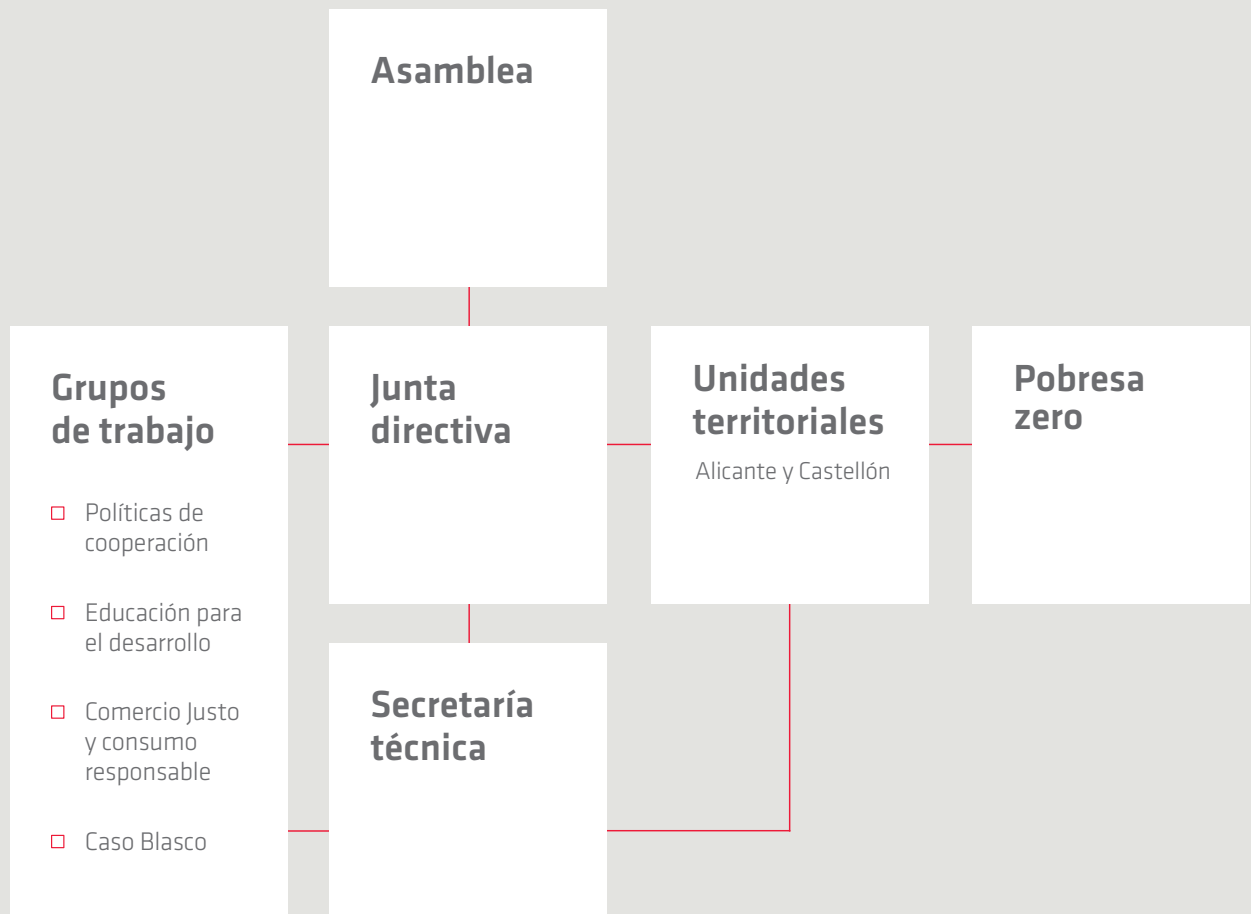 Asamblea
Grupos
de trabajo
Políticas de
cooperación
Educación para
el desarrollo
Comercio Justo
y consumo
responsable
Caso Blasco
Junta
directiva
Unidades
territoriales
Alicante y Castellón
Pobresa
zero
Secretaría
técnica